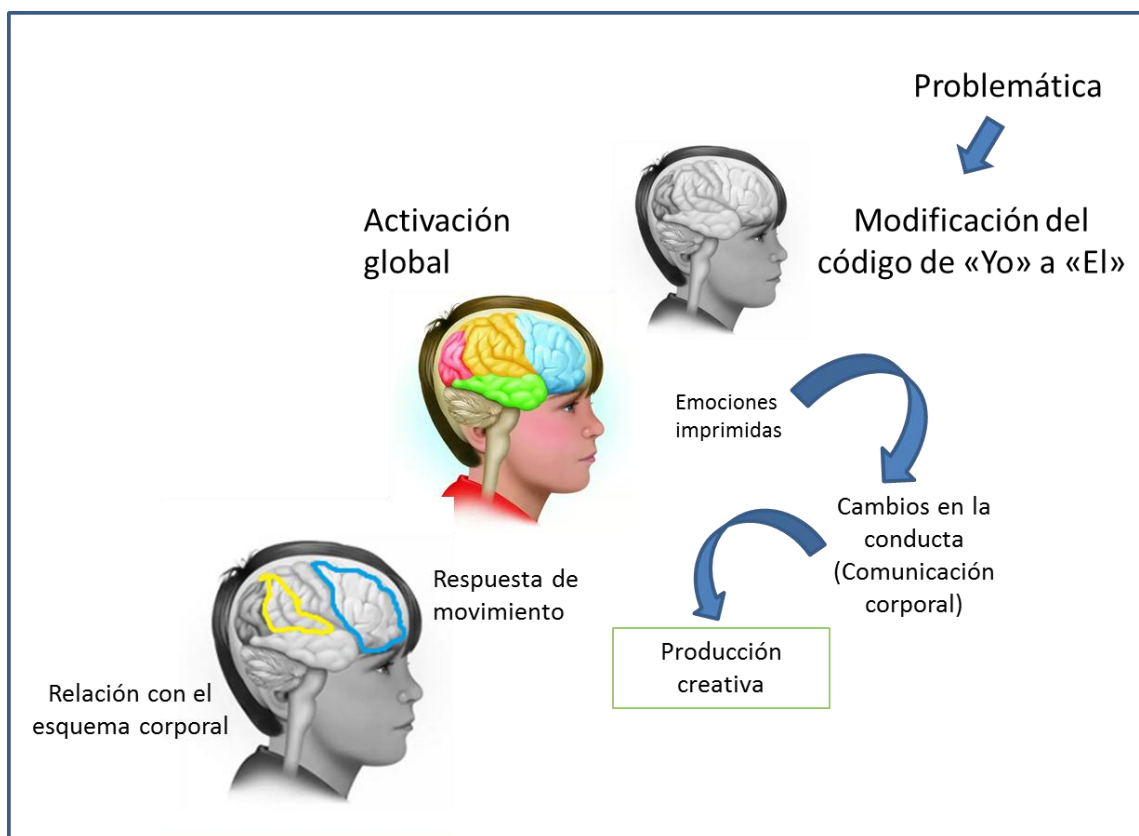 Problemática
Modificación del
código de «Yo» a «El»
Activación
global
Emociones
imprimidas
Cambios en la
conducta
(Comunicación
corporal)
Respuesta de
movimiento
Producción
creativa
Relación con el
esquema corporal